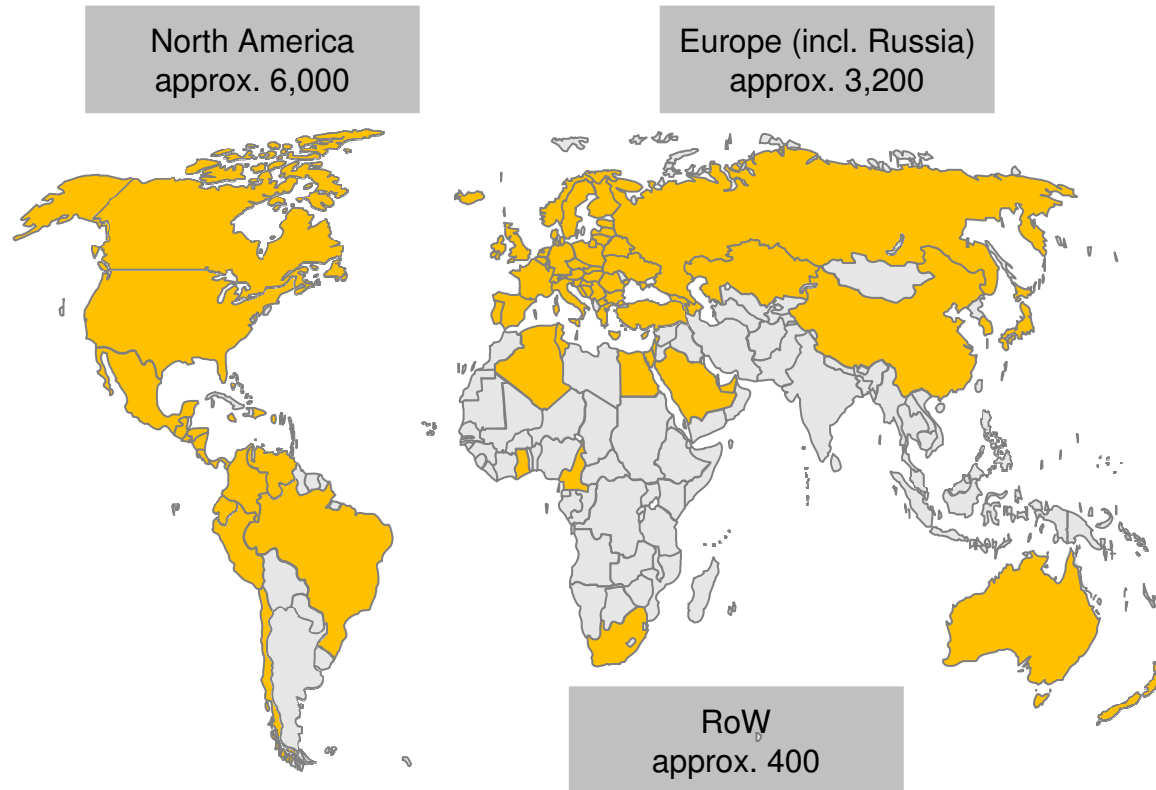 North America
approx. 6,000
Europe (incl. Russia)
approx. 3,200
RoW
approx. 400